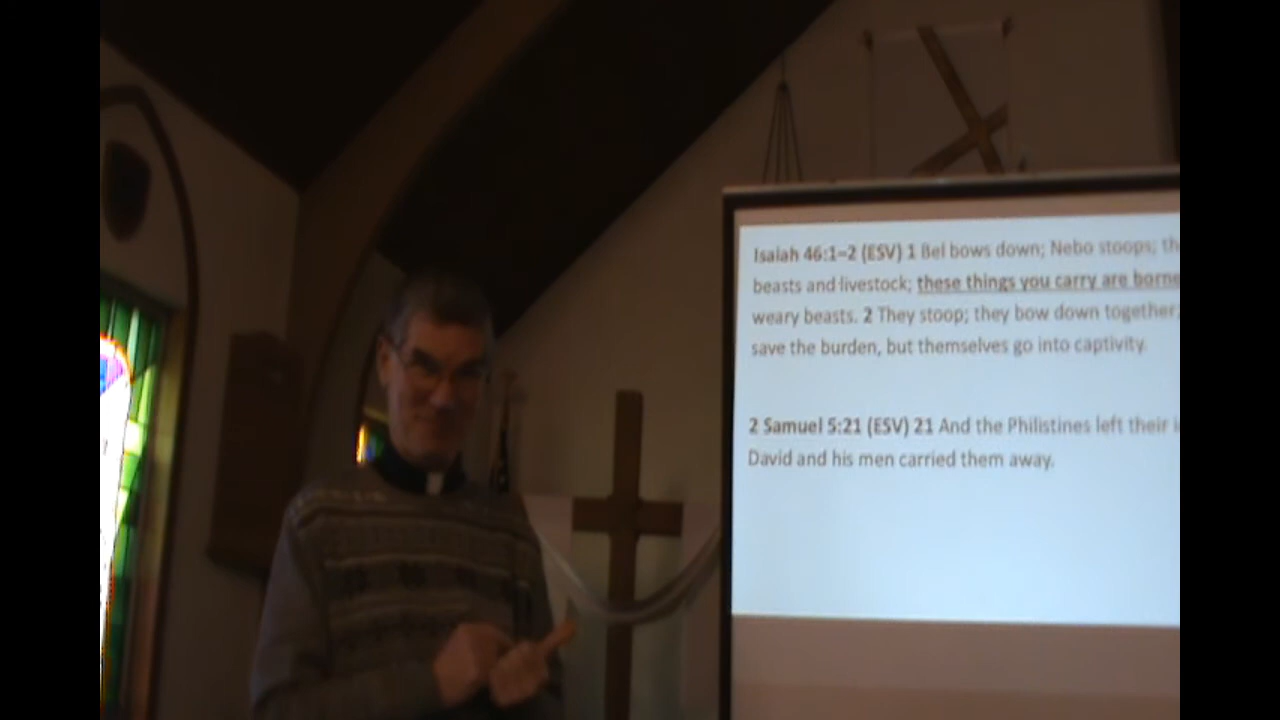 Isaiah 46:1–2 (ESV) 1 Bel bows down; Nebo stoops; th
beasts and livestock; these things you carry are borne
weary beasts. 2 They stoop; they bow down together;
save the burden, but themselves go into captivity.
2 Samuel 5:21 (ESV) 21 And the Philistines left their i
David and his men carried them away.